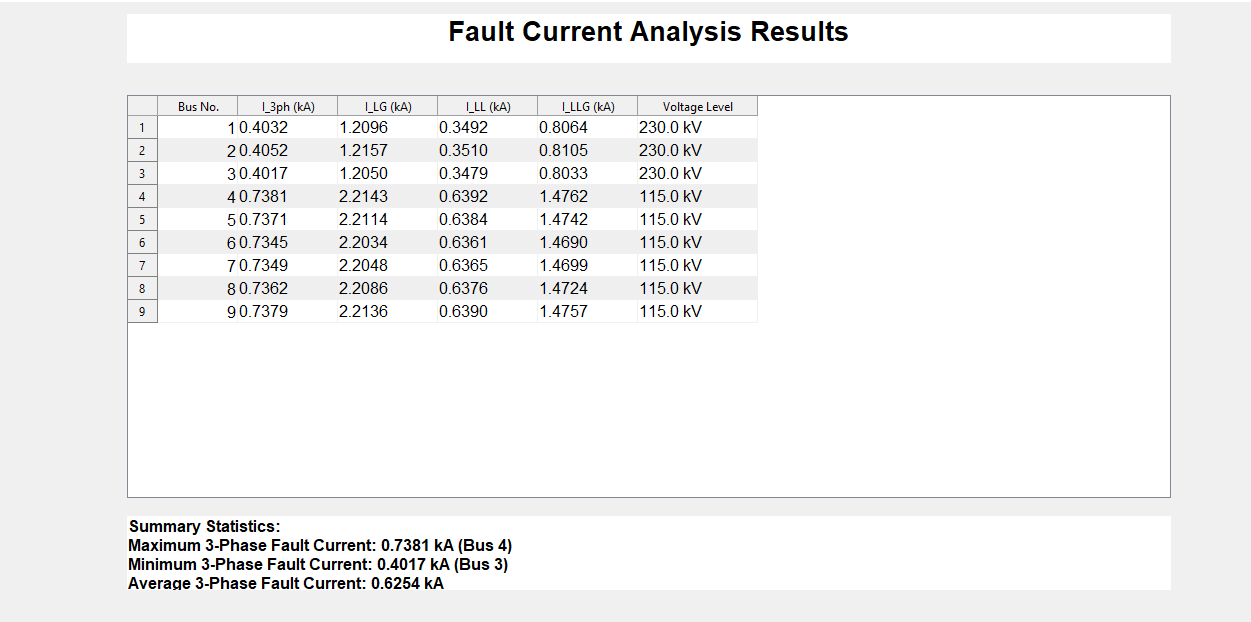 Fault Current Analysis Results
Bus No. I_3ph (kA) I_LG (kA) I_LL (kA) I_LLG (kA) Voltage Level
1 1 0.4032 1.2096 0.3492 0.8064 230.0 kV
2 2 0.4052 1.2157 0.3510 0.8105 230.0 kV
3 3 0.4017 1.2050 0.3479 0.8033 230.0 kV
4 4 0.7381 2.2143 0.6392 1.4762 115.0 kV
5 5 0.7371 2.2114 0.6384 1.4742 115.0 kV
6 6 0.7345 2.2034 0.6361 1.4690 115.0 kV
7 7 0.7349 2.2048 0.6365 1.4699 115.0 kV
8 8 0.7362 2.2086 0.6376 1.4724 115.0 kV
9 9 0.7379 2.2136 0.6390 1.4757 115.0 kV
Summary Statistics:
Maximum 3-Phase Fault Current: 0.7381 kA (Bus 4)
Minimum 3-Phase Fault Current: 0.4017 kA (Bus 3)
Average 3-Phase Fault Current: 0.6254 kA